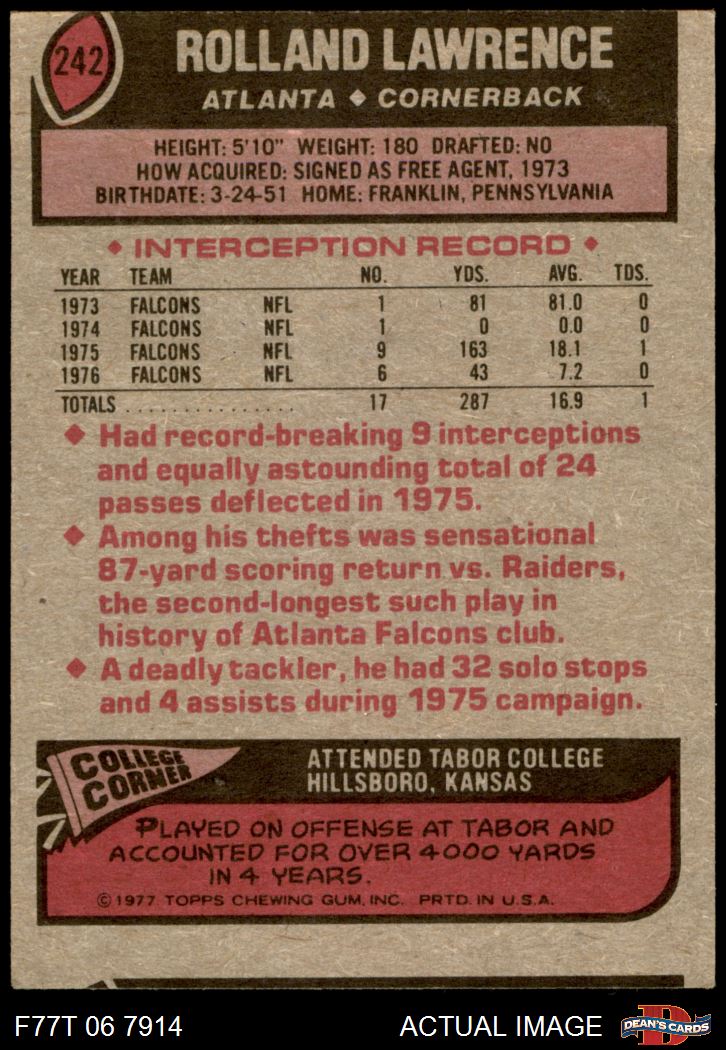 242
ROLLAND LAWRENCE
ATLANTA ◆ CORNERBACK
HEIGHT: 5'10" WEIGHT: 180 DRAFTED: NO
HOW ACQUIRED: SIGNED AS FREE AGENT, 1973
BIRTHDATE: 3-24-51 HOME: FRANKLIN, PENNSYLVANIA
◆ INTERCEPTION RECORD ◆
YEAR TEAM NO. YDS. AVG. TDS.
1973 FALCONS NFL 1 81 81.0 0
1974 FALCONS NFL 1 0 0.0 0
1975 FALCONS NFL 9 163 18.1 1
1976 FALCONS NFL 6 43 7.2 0
TOTALS ................ 17 287 16.9 1
◆ Had record-breaking 9 interceptions
and equally astounding total of 24
passes deflected in 1975.
◆ Among his thefts was sensational
87-yard scoring return vs. Raiders,
the second-longest such play in
history of Atlanta Falcons club.
◆ A deadly tackler, he had 32 solo stops
and 4 assists during 1975 campaign.
COLLEGE
CORNER
ATTENDED TABOR COLLEGE
HILLSBORO, KANSAS
PLAYED ON OFFENSE AT TABOR AND
ACCOUNTED FOR OVER 4000 YARDS
IN 4 YEARS.
© 1977 TOPPS CHEWING GUM, INC. PRTD. IN U.S.A.
F77T 06 7914 ACTUAL IMAGE
D
DEAN'S CARDS